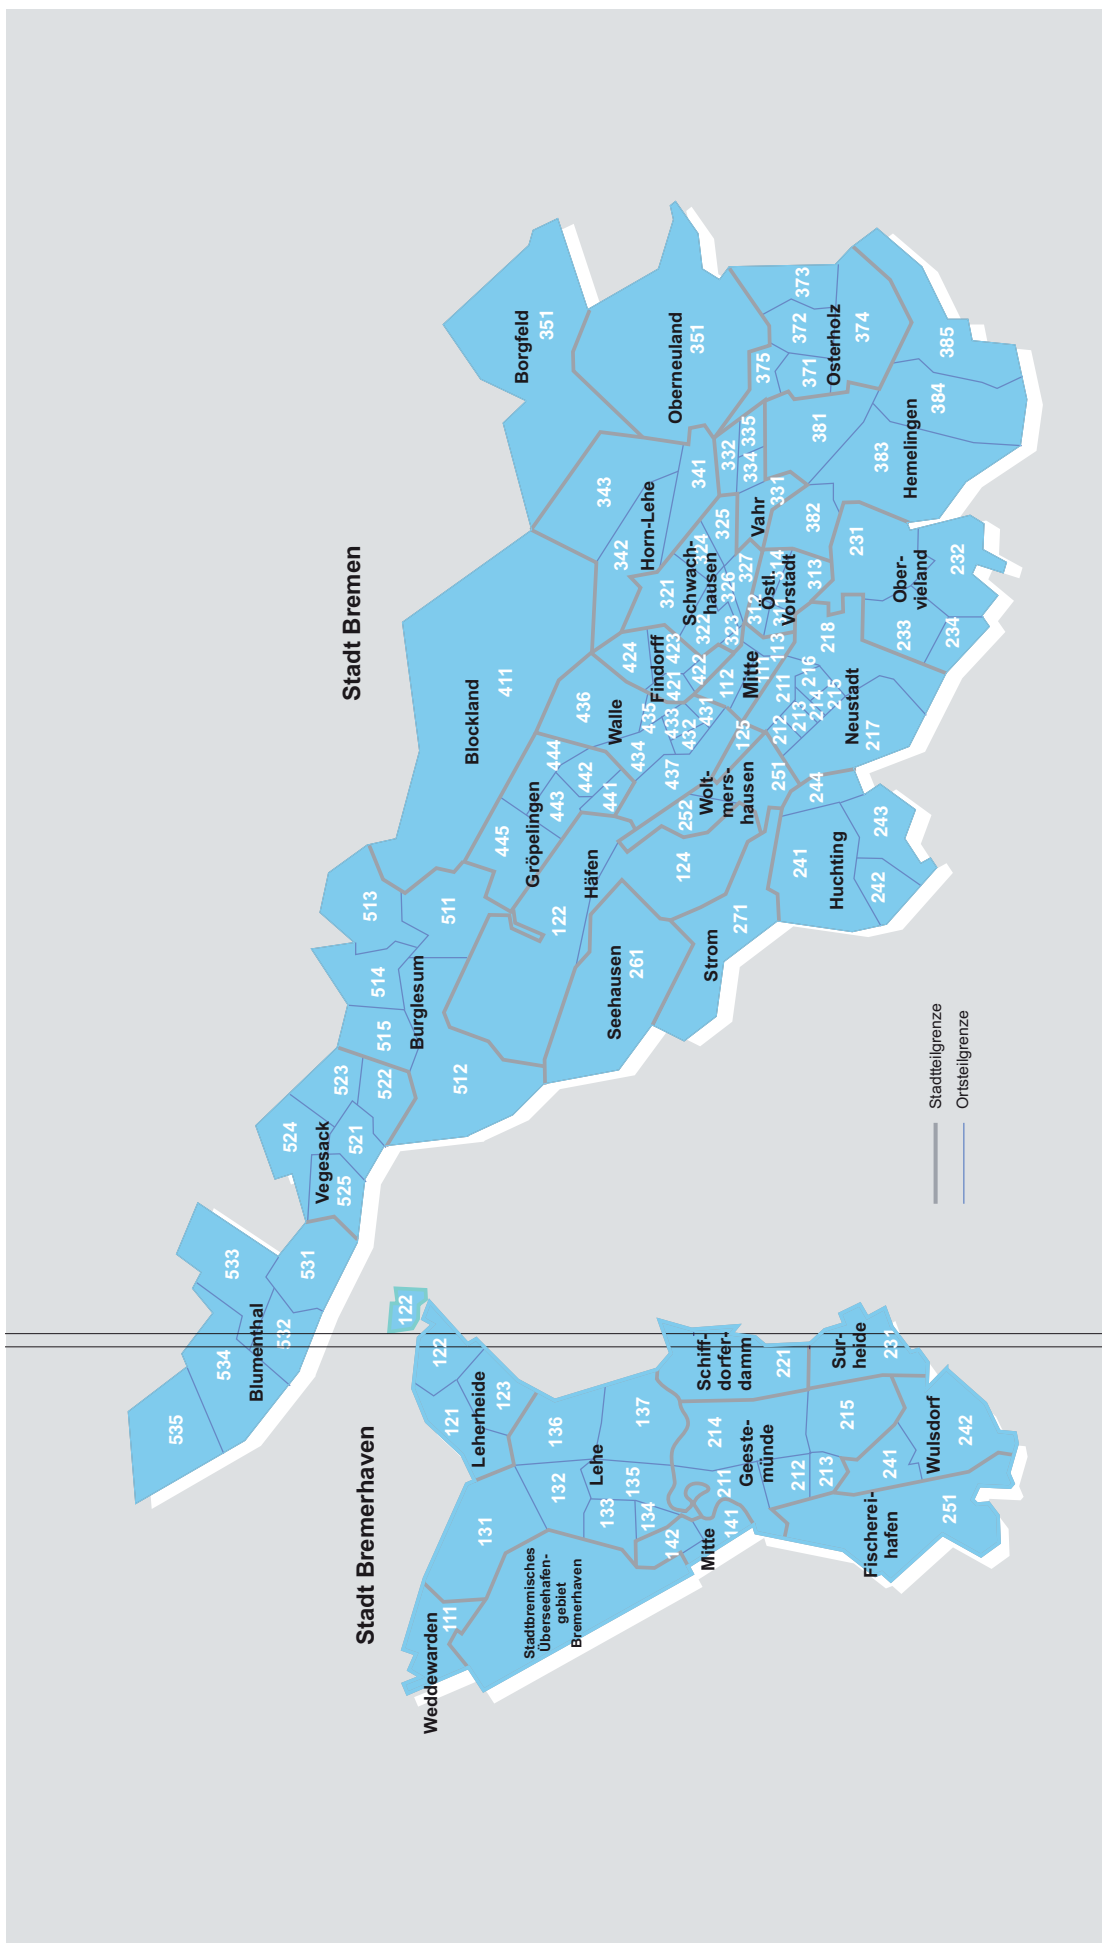 Stadt Bremen
Stadt Bremerhaven
Blumenthal
535
534
533
532
531
Vegesack
524
525
521
523
522
Burglesum
515
514
513
511
512
Blockland
411
Borgfeld
351
Oberneuland
351
Horn-Lehe
343
342
341
Gröpelingen
445
444
443
442
441
Walle
436
435
434
433
432
431
437
Findorff
424
423
422
421
Schwach-
hausen
321
322
323
324
325
326
327
Vahr
331
332
334
335
Östl.
Vorstadt
311
312
313
314
Mitte
111
112
113
Osterholz
371
372
373
374
375
Hemelingen
381
382
383
384
385
Ober-
vieland
231
232
233
234
Neustadt
211
212
213
214
215
216
217
218
Wolt-
mers-
hausen
251
252
Häfen
122
124
125
Seehausen
261
Strom
271
Huchting
241
242
243
244
Weddewarden
111
Stadtbremisches
Überseehafen-
gebiet
Bremerhaven
Leherheide
121
122
122
123
Lehe
131
132
133
134
135
136
137
Mitte
141
142
Geeste-
münde
211
212
213
214
215
Schiff-
dorfer-
damm
221
Sur-
heide
231
Wulsdorf
241
242
Fischerei-
hafen
251
Stadtteilgrenze
Ortsteilgrenze